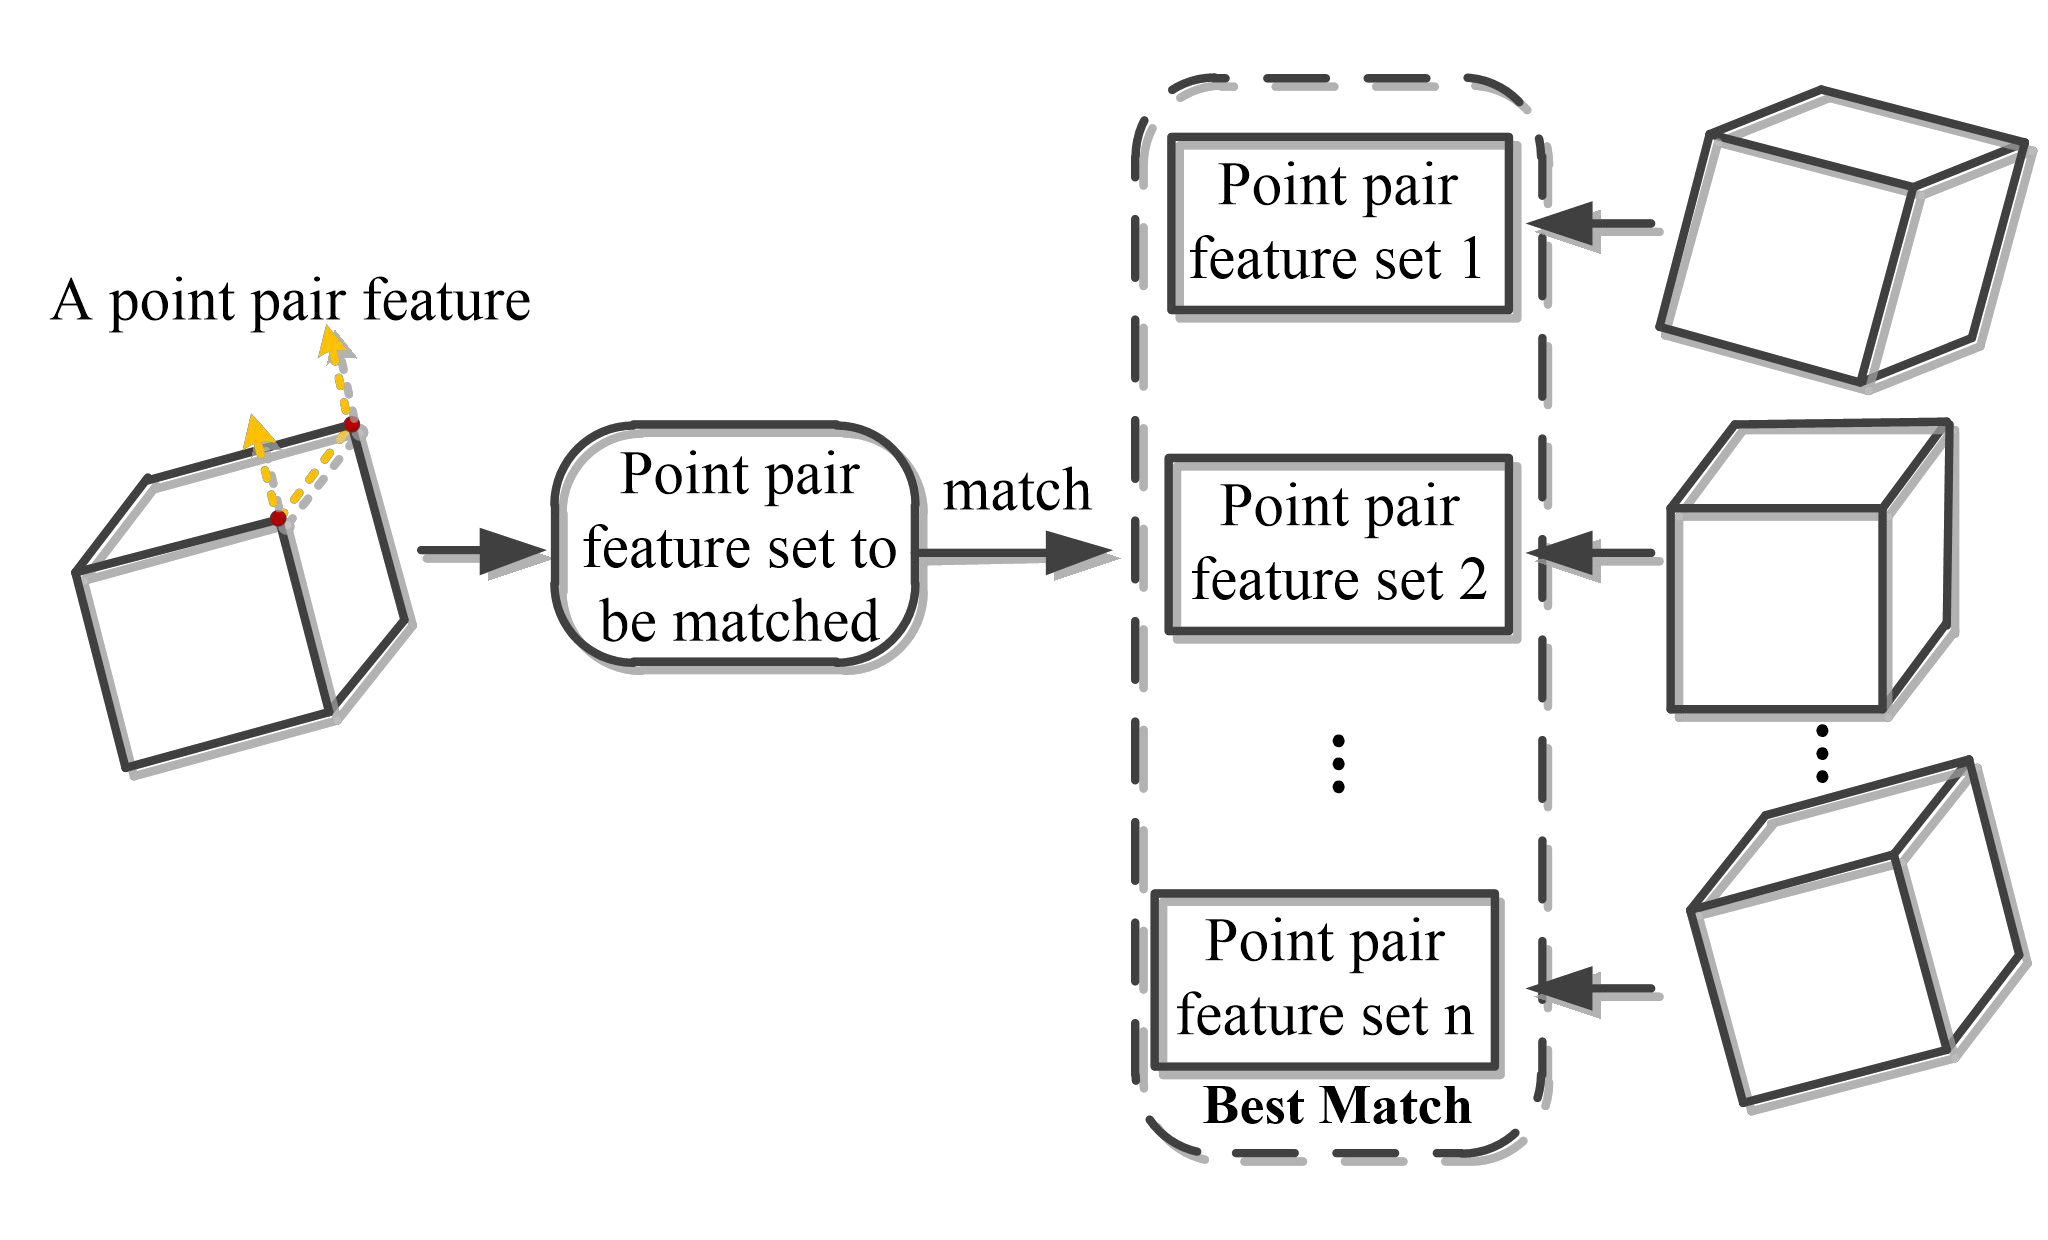 A point pair feature
Point pair
feature set to
be matched
match
Point pair
feature set 1
Point pair
feature set 2
Point pair
feature set n
Best Match